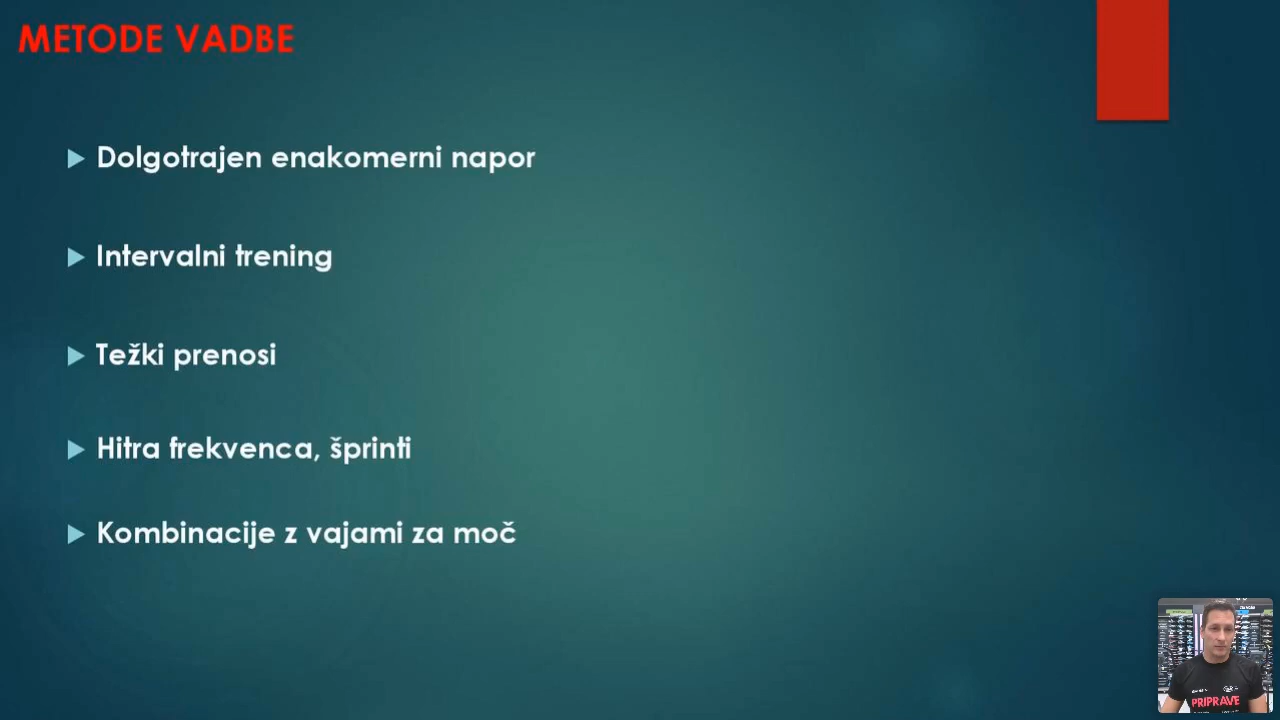 METODE VADBE
Dolgotrajen enakomerni napor
Intervalni trening
Težki prenosi
Hitra frekvenca, šprinti
Kombinacije z vajami za moč
PRIPRAVE